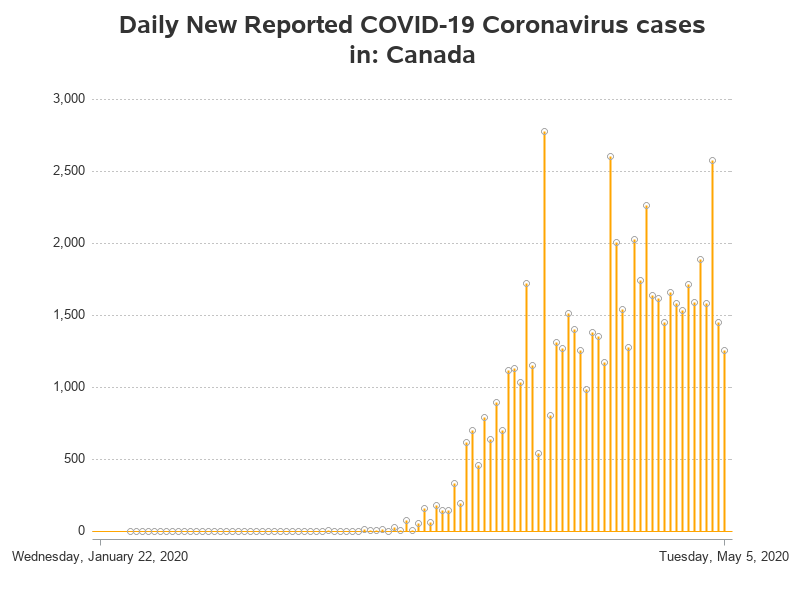 Daily New Reported COVID-19 Coronavirus cases
in: Canada
3,000
2,500
2,000
1,500
1,000
500
0
Wednesday, January 22, 2020
Tuesday, May 5, 2020